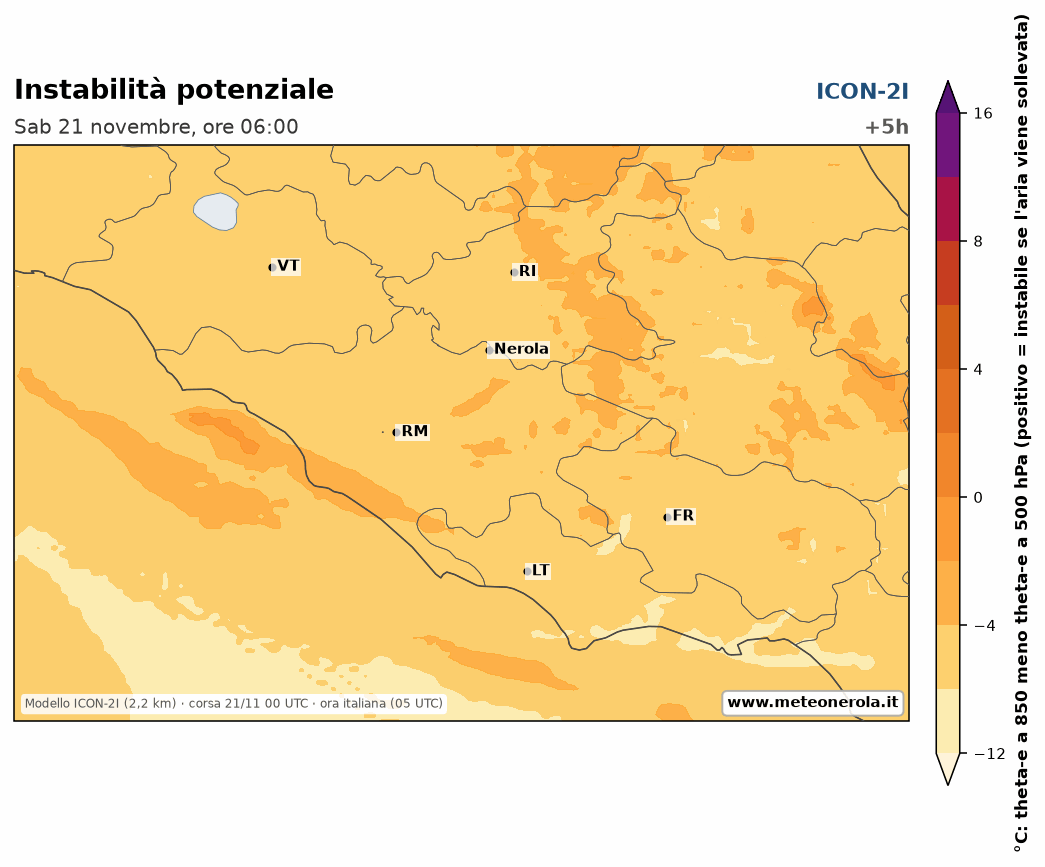 Instabilità potenziale
ICON-2I
Sab 21 novembre, ore 06:00
+5h
VT
RI
Nerola
RM
FR
LT
Modello ICON-2I (2,2 km) · corsa 21/11 00 UTC · ora italiana (05 UTC)
www.meteonerola.it
16
8
4
0
−4
−12
°C: theta-e a 850 meno theta-e a 500 hPa (positivo = instabile se l'aria viene sollevata)